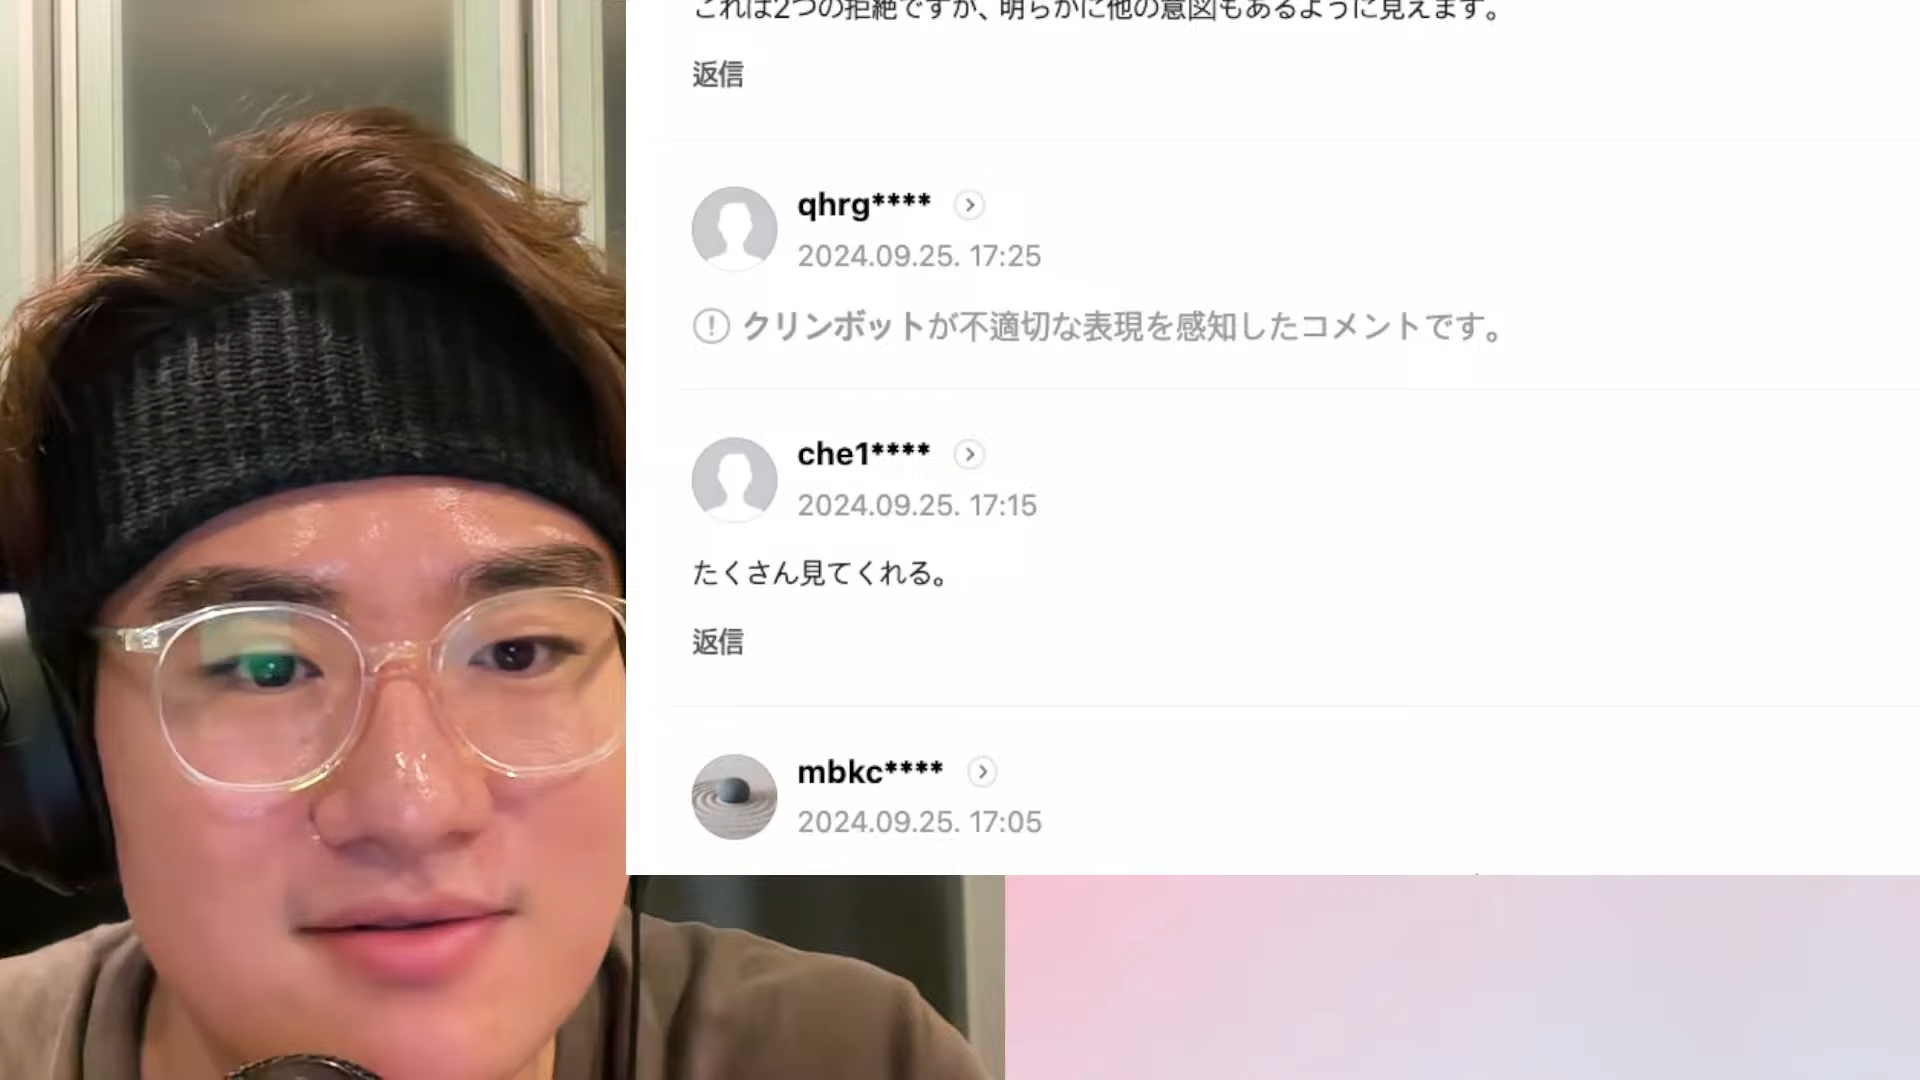 これは2つの拒絶ですが、明らかに他の意図もあるように見えます。
返信
qhrg****
2024.09.25. 17:25
クリンボットが不適切な表現を感知したコメントです。
che1****
2024.09.25. 17:15
たくさん見てくれる。
返信
mbkc****
2024.09.25. 17:05